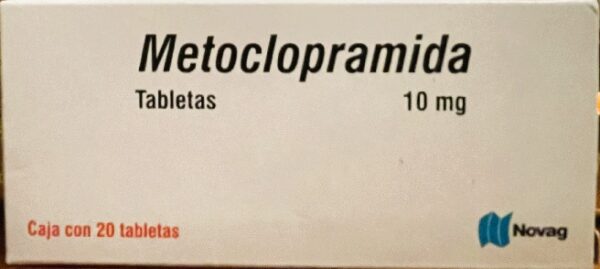 Metoclopramida
Tabletas 10 mg
Caja con 20 tabletas
Novag